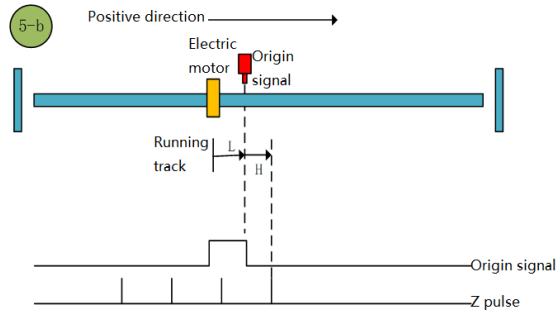 5-b
Positive direction
Electric
motor
Origin
signal
Running
track
L
H
Origin signal
Z pulse